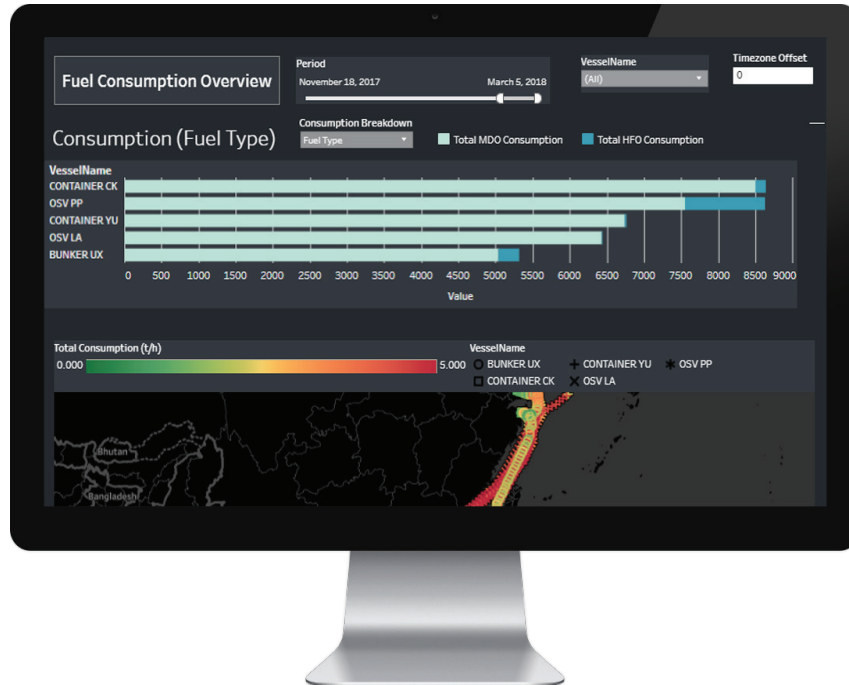 Fuel Consumption Overview
Period
November 18, 2017
March 5, 2018
VesselName
(All)
Timezone Offset
0
Consumption (Fuel Type)
Consumption Breakdown
Fuel Type
Total MDO Consumption
Total HFO Consumption
VesselName
CONTAINER CK
OSV PP
CONTAINER YU
OSV LA
BUNKER UX
0 500 1000 1500 2000 2500 3000 3500 4000 4500 5000 5500 6000 6500 7000 7500 8000 8500 9000
Value
Total Consumption (t/h)
0.000
5.000
VesselName
BUNKER UX
CONTAINER YU
OSV PP
CONTAINER CK
OSV LA
Bhutan
Bangladesh